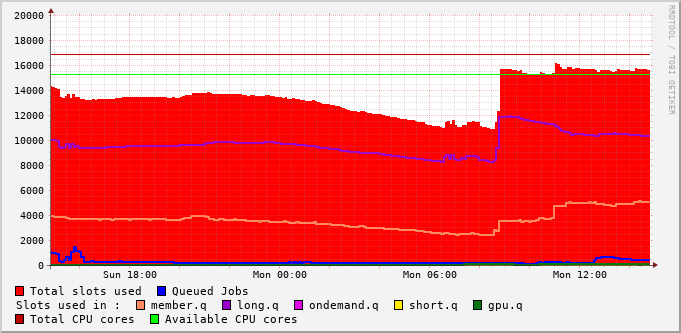 RRDTOOL / TOBI OETIKER
20000
18000
16000
14000
12000
10000
8000
6000
4000
2000
0
Sun 18:00 Mon 00:00 Mon 06:00 Mon 12:00
Total slots used Queued Jobs
Slots used in : member.q long.q ondemand.q short.q gpu.q
Total CPU cores Available CPU cores